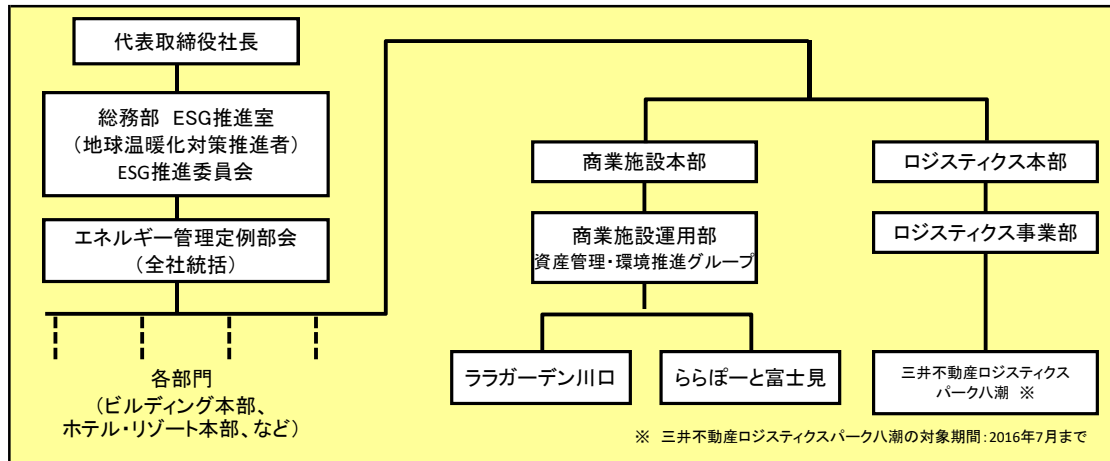 代表取締役社長
総務部 ESG推進室
（地球温暖化対策推進者）
ESG推進委員会
エネルギー管理定例部会
（全社統括）
各部門
（ビルディング本部、
ホテル・リゾート本部、など）
商業施設本部
商業施設運用部
資産管理・環境推進グループ
ララガーデン川口
ららぽーと富士見
ロジスティクス本部
ロジスティクス事業部
三井不動産ロジスティクス
パーク八潮 ※
※ 三井不動産ロジスティクスパーク八潮の対象期間：2016年7月まで